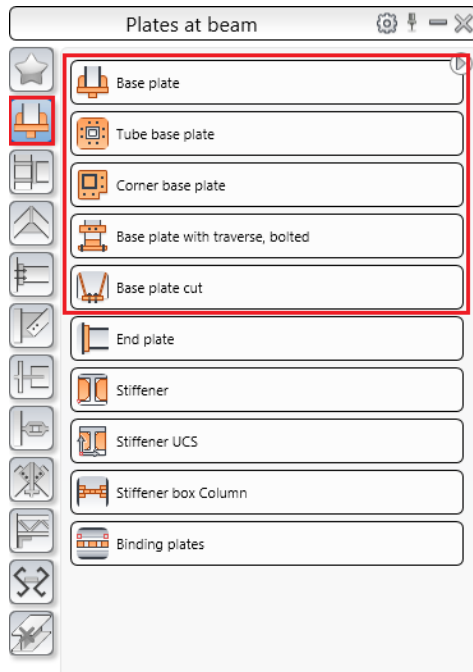 Plates at beam
Base plate
Tube base plate
Corner base plate
Base plate with traverse, bolted
Base plate cut
End plate
Stiffener
Stiffener UCS
Stiffener box Column
Binding plates